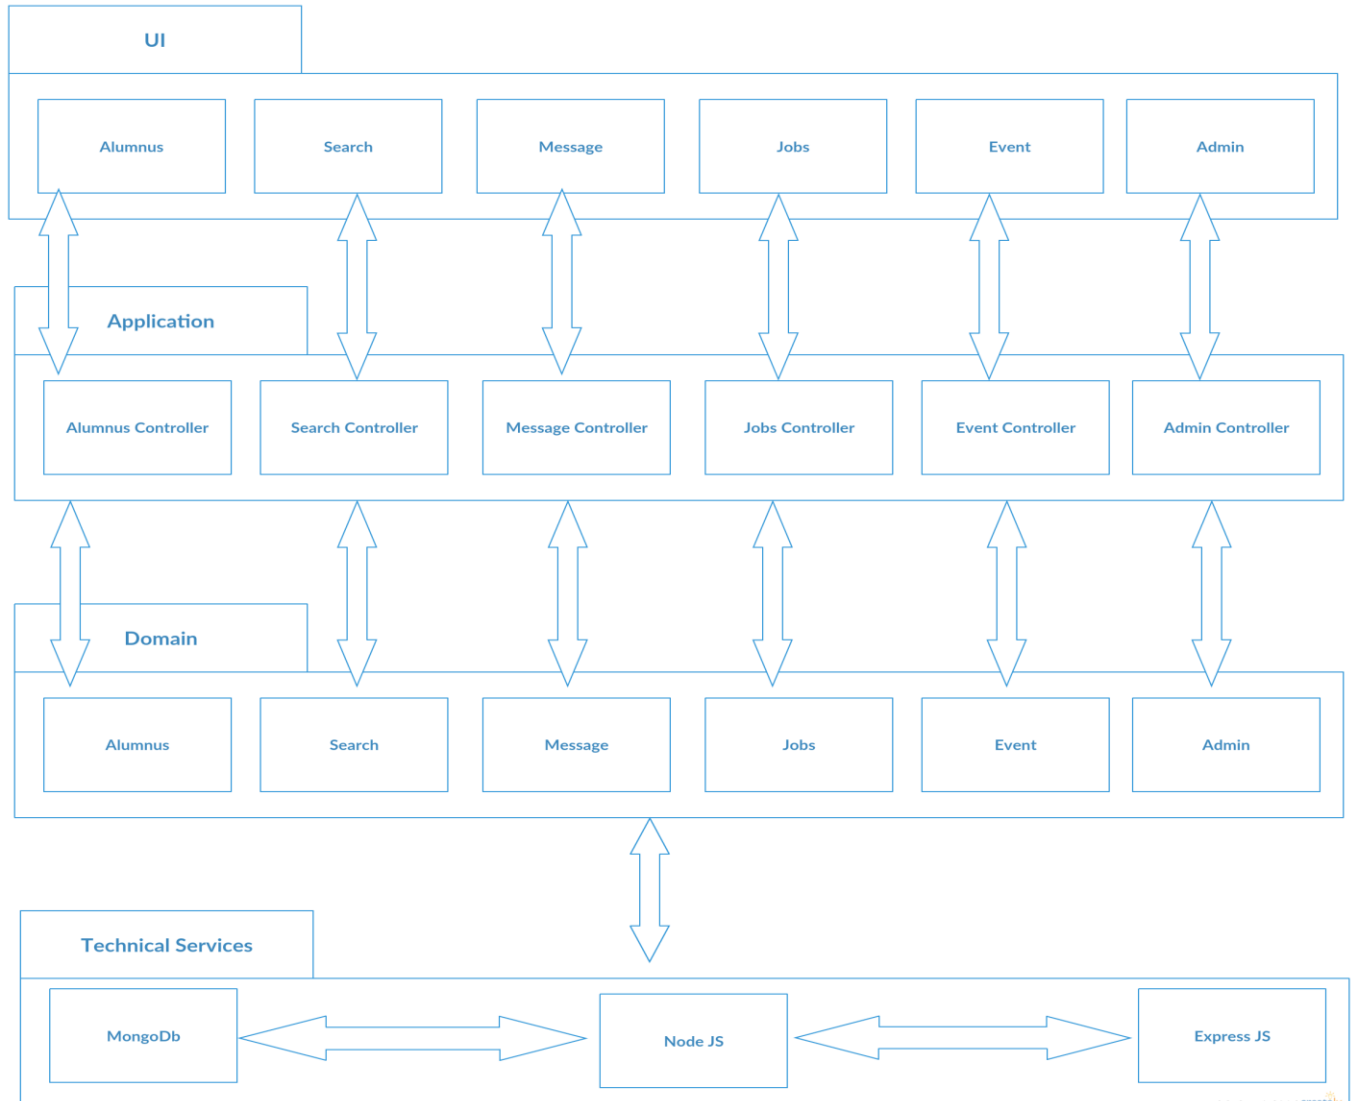 UI
Alumnus
Search
Message
Jobs
Event
Admin
Application
Alumnus Controller
Search Controller
Message Controller
Jobs Controller
Event Controller
Admin Controller
Domain
Alumnus
Search
Message
Jobs
Event
Admin
Technical Services
MongoDb
Node JS
Express JS